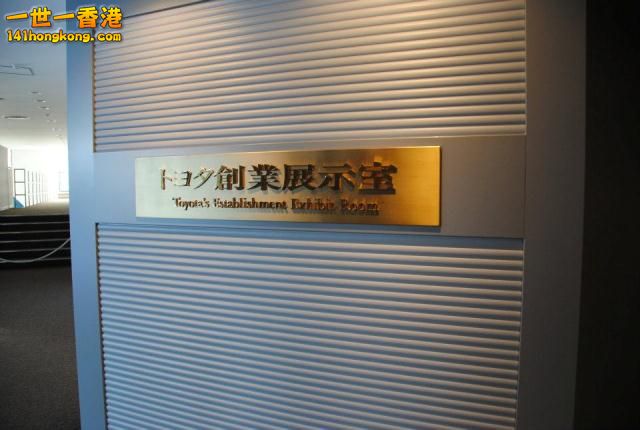 一世一香港
141hongkong.com
トヨタ創業展示室
Toyota's Establishment Exhibit Room